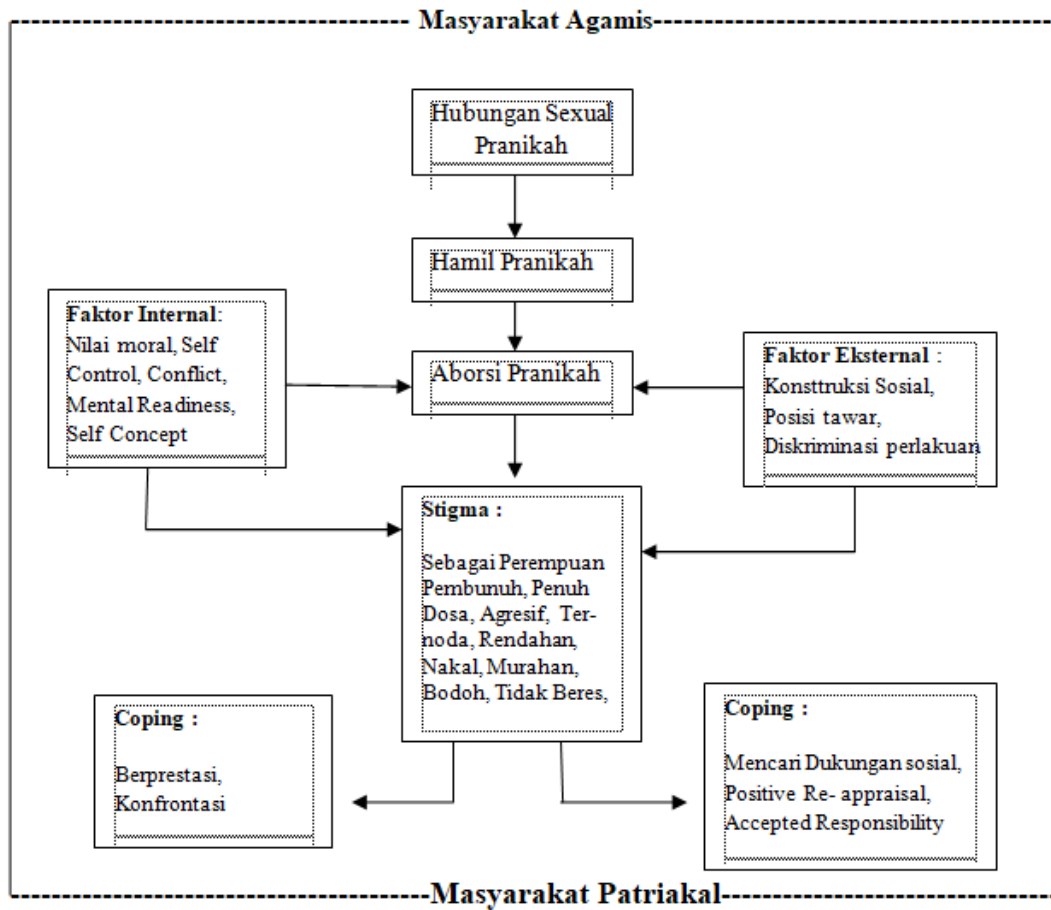 Masyarakat Agamis
Hubungan Sexual
Pranikah
Hamil Pranikah
Faktor Internal:
Nilai moral, Self
Control, Conflict,
Mental Readiness,
Self Concept
Aborsi Pranikah
Faktor Eksternal :
Konsttruksi Sosial,
Posisi tawar,
Diskriminasi perlakuan
Stigma :
Sebagai Perempuan
Pembunuh, Penuh
Dosa, Agresif, Ter-
noda, Rendahan,
Nakal, Murahan,
Bodoh, Tidak Beres,
Coping :
Berprestasi,
Konfrontasi
Coping :
Mencari Dukungan sosial,
Positive Re- appraisal,
Accepted Responsibility
Masyarakat Patriakal